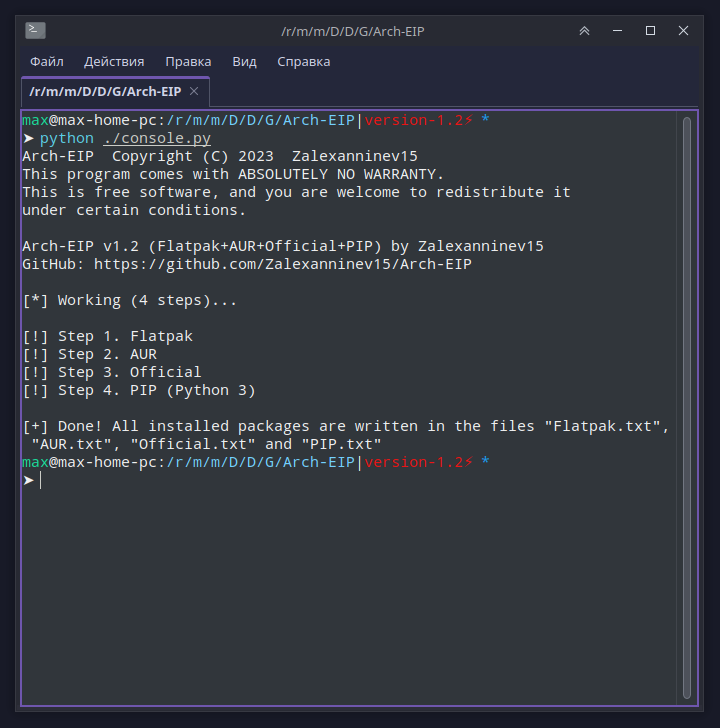 /r/m/m/D/D/G/Arch-EIP
Файл Действия Правка Вид Справка
/r/m/m/D/D/G/Arch-EIP
max@max-home-pc:/r/m/m/D/D/G/Arch-EIP|version-1.2⚡ *
➤ python ./console.py
Arch-EIP  Copyright (C) 2023  Zalexanninev15
This program comes with ABSOLUTELY NO WARRANTY.
This is free software, and you are welcome to redistribute it
under certain conditions.
Arch-EIP v1.2 (Flatpak+AUR+Official+PIP) by Zalexanninev15
GitHub: https://github.com/Zalexanninev15/Arch-EIP
[*] Working (4 steps)...
[!] Step 1. Flatpak
[!] Step 2. AUR
[!] Step 3. Official
[!] Step 4. PIP (Python 3)
[+] Done! All installed packages are written in the files "Flatpak.txt",
"AUR.txt", "Official.txt" and "PIP.txt"
max@max-home-pc:/r/m/m/D/D/G/Arch-EIP|version-1.2⚡ *
➤